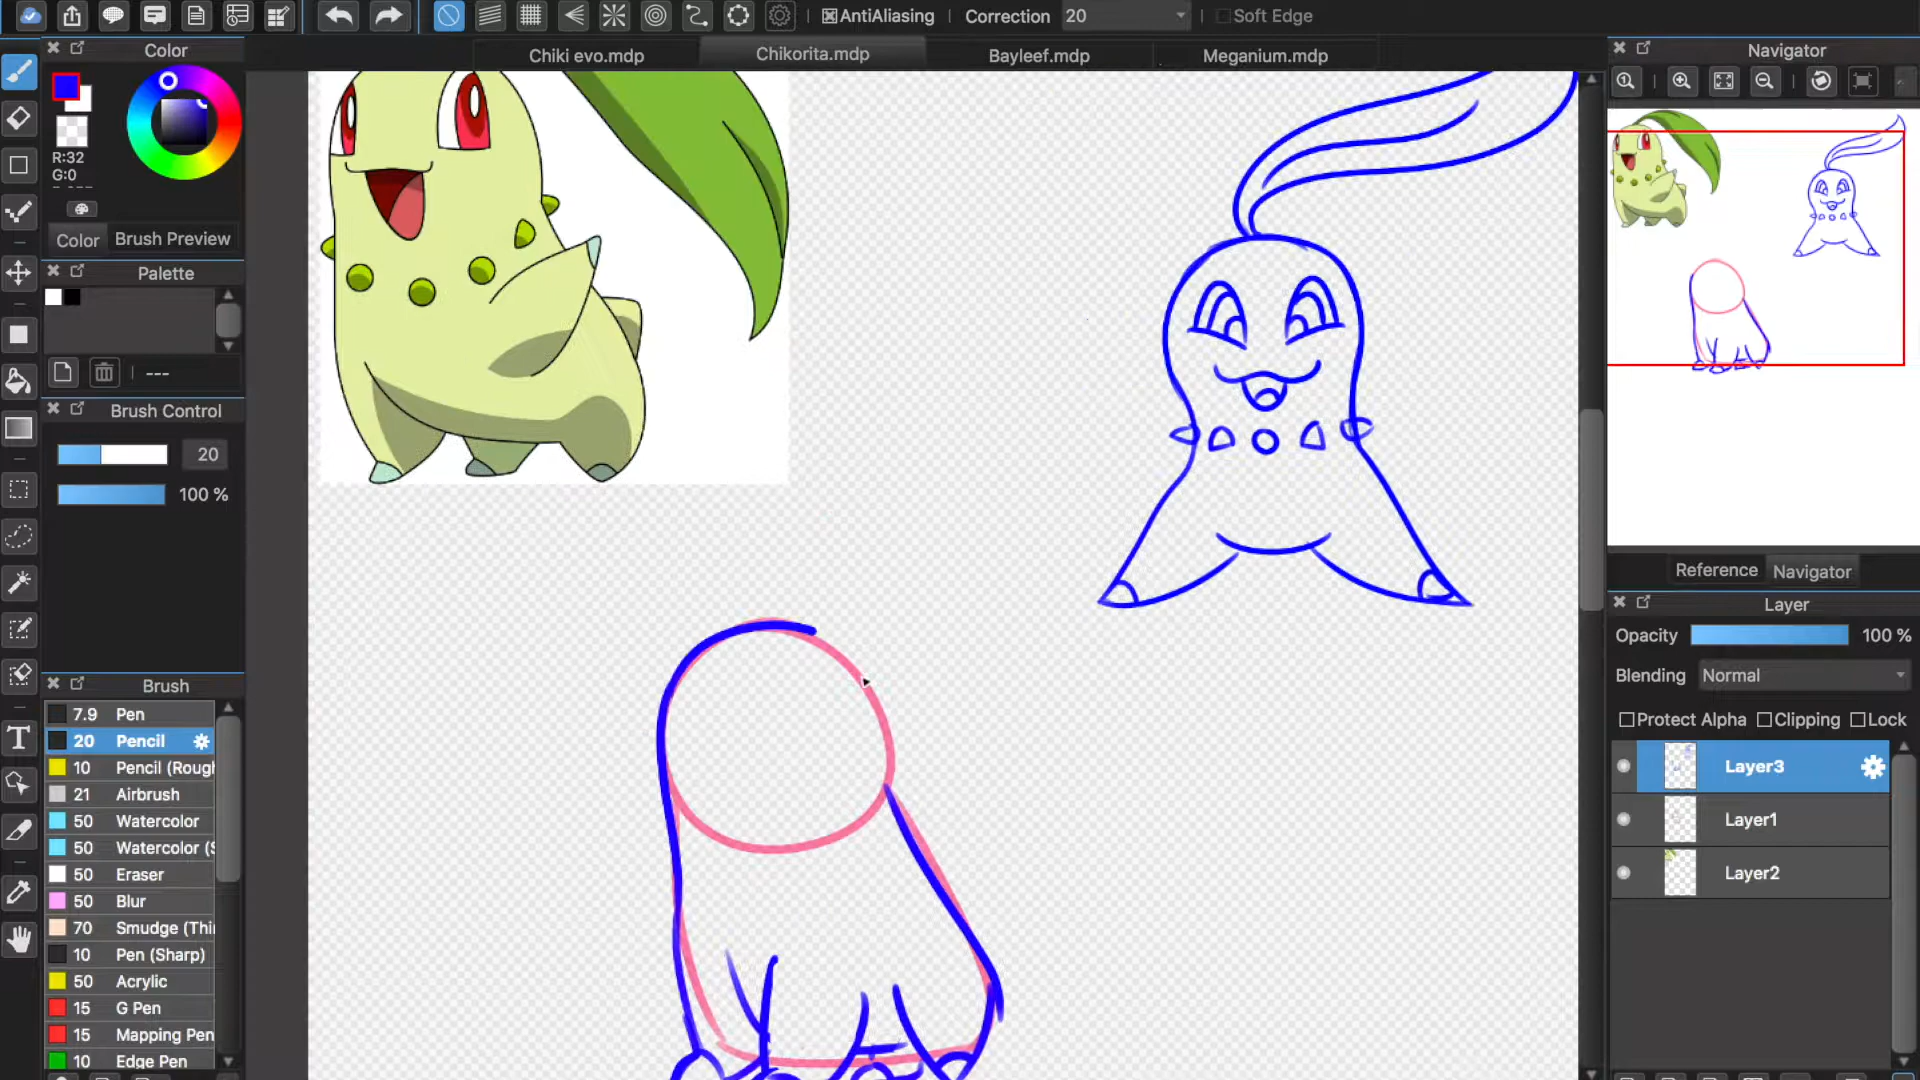 AntiAliasing
Correction 20
Soft Edge
Chiki evo.mdp
Chikorita.mdp
Bayleef.mdp
Meganium.mdp
Color
R:32
G:0
Color
Brush Preview
Palette
---
Brush Control
20
100 %
Brush
7.9 Pen
20 Pencil
10 Pencil (Rough
21 Airbrush
50 Watercolor
50 Watercolor (S
50 Eraser
50 Blur
70 Smudge (Thi
10 Pen (Sharp)
50 Acrylic
15 G Pen
15 Mapping Pen
10 Edge Pen
Navigator
Reference
Navigator
Layer
Opacity 100 %
Blending Normal
Protect Alpha Clipping Lock
Layer3
Layer1
Layer2